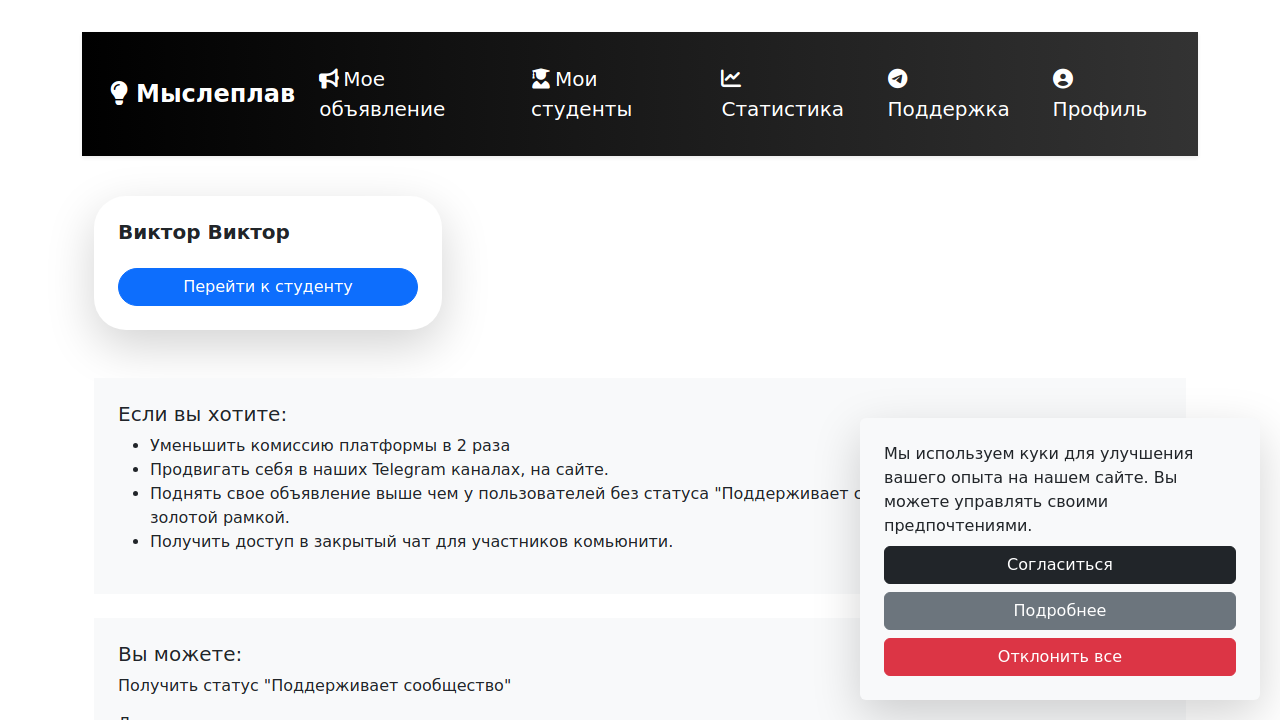 Мыслеплав
Мое
объявление
Мои
студенты
Статистика
Поддержка
Профиль
Виктор Виктор
Перейти к студенту
Если вы хотите:
Уменьшить комиссию платформы в 2 раза
Продвигать себя в наших Telegram каналах, на сайте.
Поднять свое объявление выше чем у пользователей без статуса "Поддерживает
золотой рамкой.
Получить доступ в закрытый чат для участников комьюнити.
Вы можете:
Получить статус "Поддерживает сообщество"
Мы используем куки для улучшения
вашего опыта на нашем сайте. Вы
можете управлять своими
предпочтениями.
Согласиться
Подробнее
Отклонить все